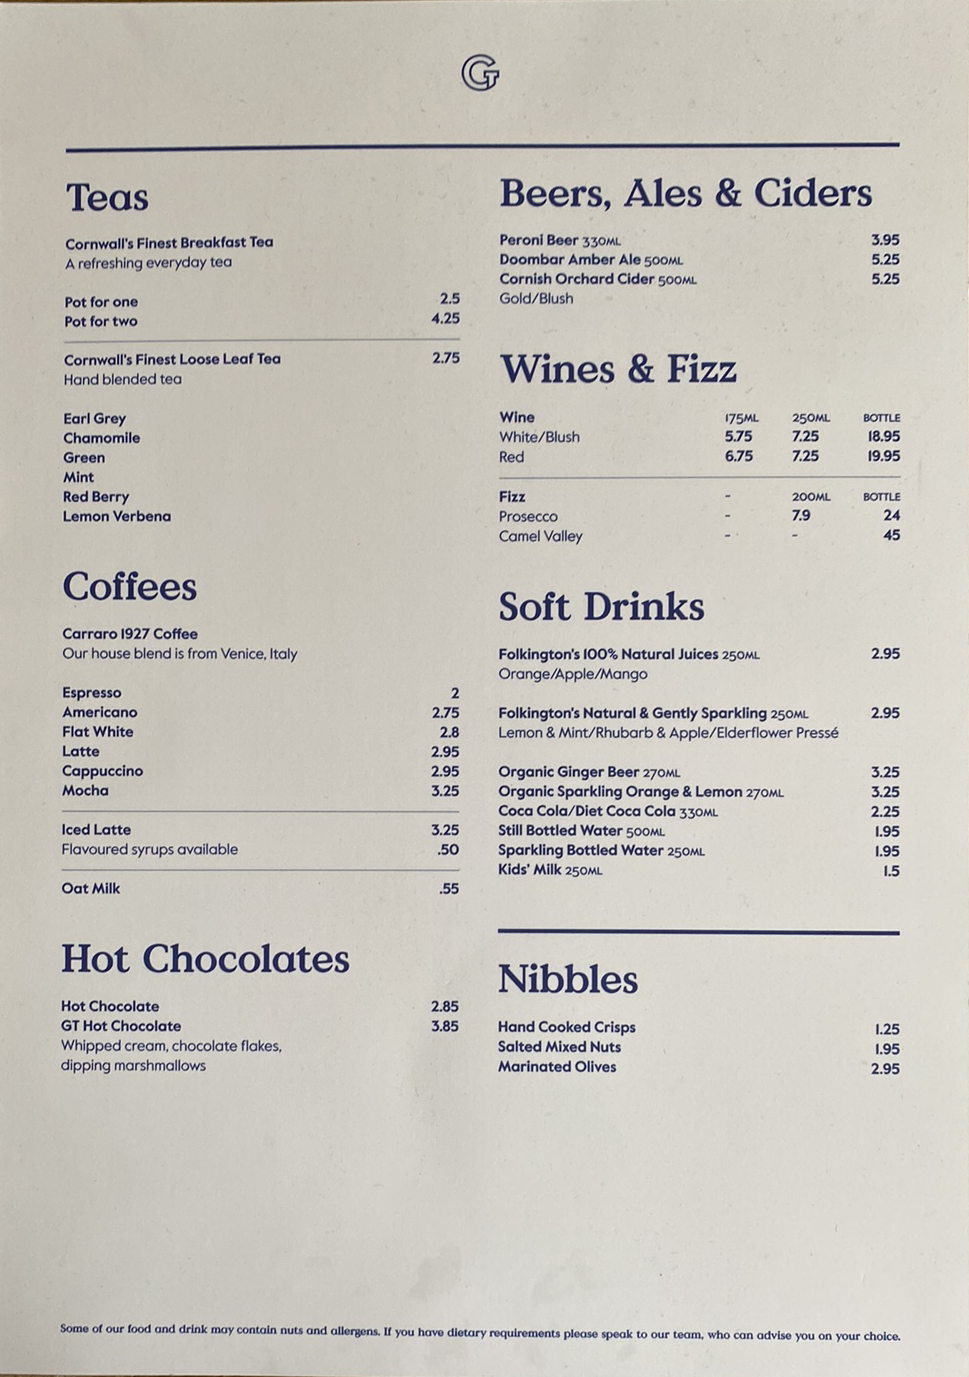 GT
Teas
Cornwall's Finest Breakfast Tea
A refreshing everyday tea
Pot for one 2.5
Pot for two 4.25
Cornwall's Finest Loose Leaf Tea 2.75
Hand blended tea
Earl Grey
Chamomile
Green
Mint
Red Berry
Lemon Verbena
Coffees
Carraro 1927 Coffee
Our house blend is from Venice, Italy
Espresso 2
Americano 2.75
Flat White 2.8
Latte 2.95
Cappuccino 2.95
Mocha 3.25
Iced Latte 3.25
Flavoured syrups available .50
Oat Milk .55
Hot Chocolates
Hot Chocolate 2.85
GT Hot Chocolate 3.85
Whipped cream, chocolate flakes,
dipping marshmallows
Beers, Ales & Ciders
Peroni Beer 330ML 3.95
Doombar Amber Ale 500ML 5.25
Cornish Orchard Cider 500ML 5.25
Gold/Blush
Wines & Fizz
Wine 175ML 250ML BOTTLE
White/Blush 5.75 7.25 18.95
Red 6.75 7.25 19.95
Fizz - 200ML BOTTLE
Prosecco - 7.9 24
Camel Valley - - 45
Soft Drinks
Folkington's 100% Natural Juices 250ML 2.95
Orange/Apple/Mango
Folkington's Natural & Gently Sparkling 250ML 2.95
Lemon & Mint/Rhubarb & Apple/Elderflower Pressé
Organic Ginger Beer 270ML 3.25
Organic Sparkling Orange & Lemon 270ML 3.25
Coca Cola/Diet Coca Cola 330ML 2.25
Still Bottled Water 500ML 1.95
Sparkling Bottled Water 250ML 1.95
Kids' Milk 250ML 1.5
Nibbles
Hand Cooked Crisps 1.25
Salted Mixed Nuts 1.95
Marinated Olives 2.95
Some of our food and drink may contain nuts and allergens. If you have dietary requirements please speak to our team, who can advise you on your choice.